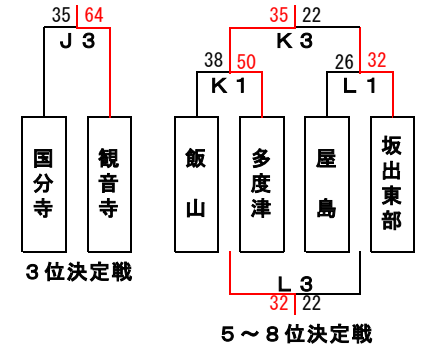 35 64
J3
国分寺
観音寺
3位決定戦
35 22
K3
38 50
K1
26 32
L1
飯山
多度津
屋島
坂出東部
L3
32 22
5～8位決定戦